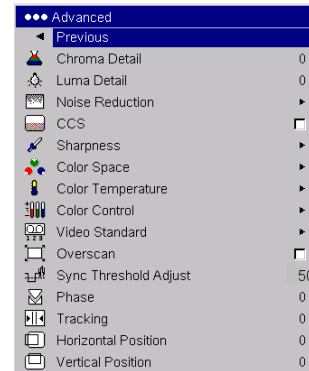 Advanced
Previous
Chroma Detail 0
Luma Detail 0
Noise Reduction
CCS
Sharpness
Color Space
Color Temperature
Color Control
Video Standard
Overscan
Sync Threshold Adjust 50
Phase 0
Tracking 0
Horizontal Position 0
Vertical Position 0